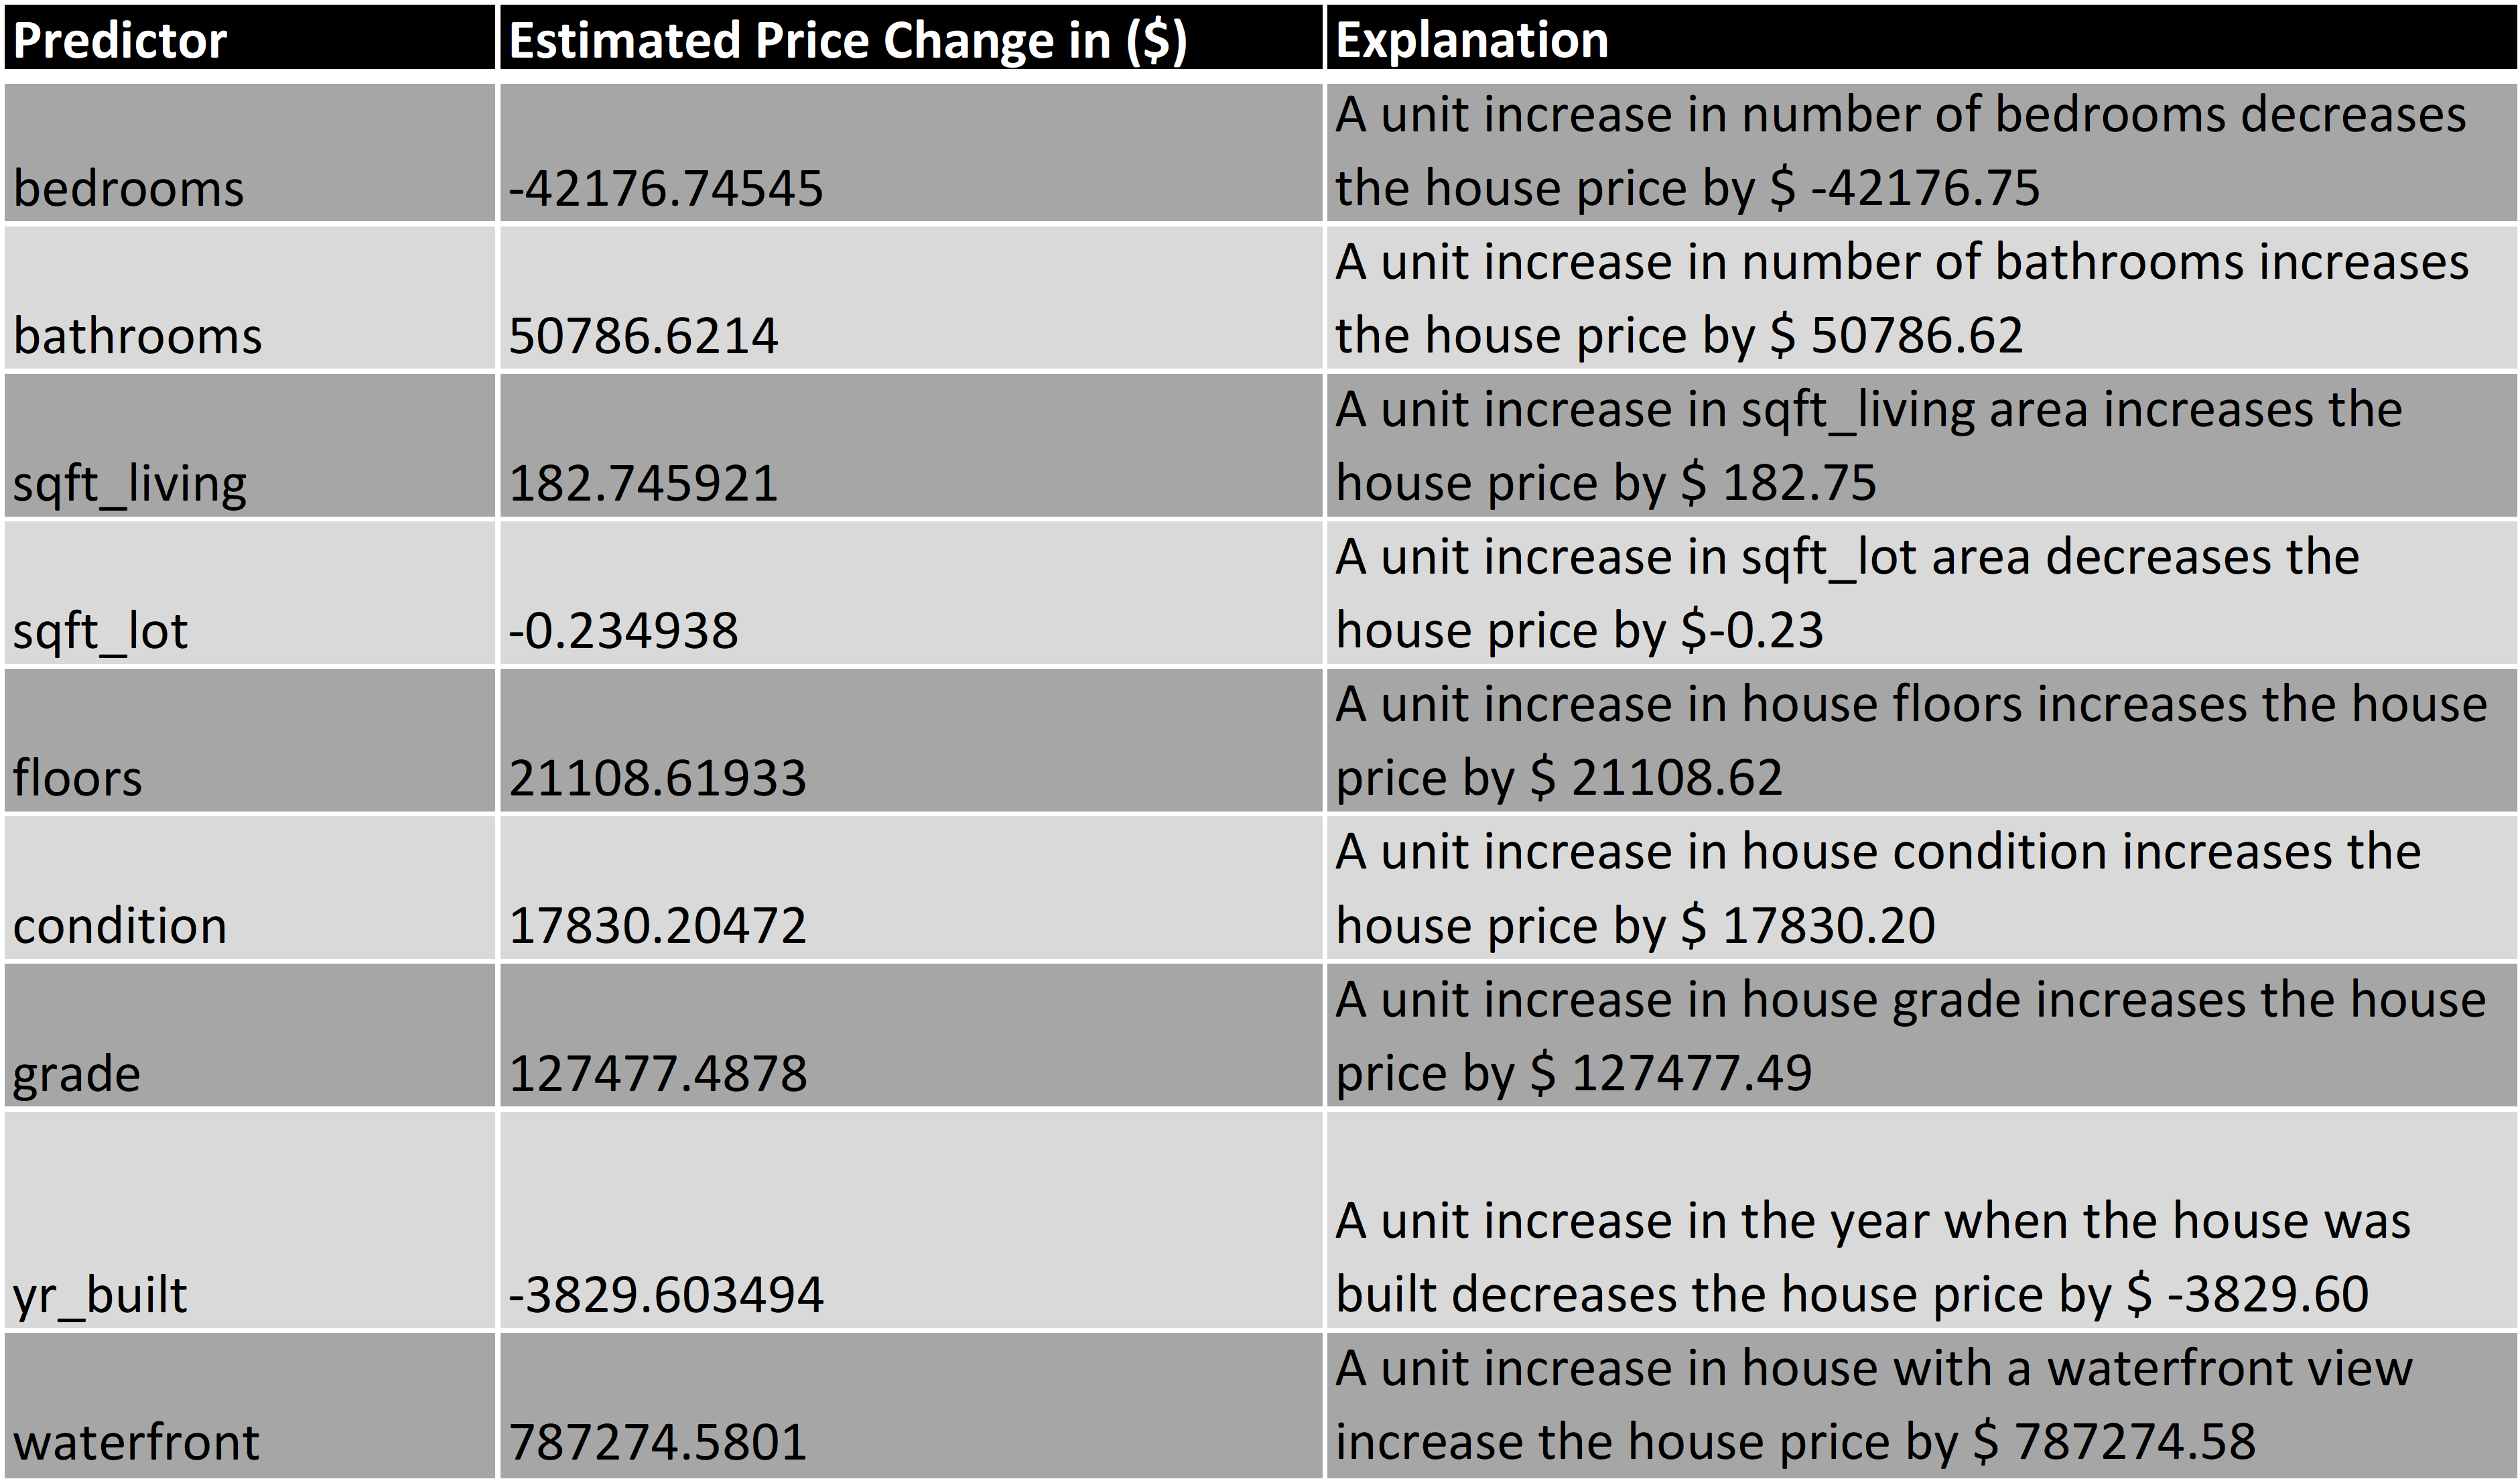 Predictor Estimated Price Change in ($) Explanation
A unit increase in number of bedrooms decreases
bedrooms -42176.74545 the house price by $ -42176.75
A unit increase in number of bathrooms increases
bathrooms 50786.6214 the house price by $ 50786.62
A unit increase in sqft_living area increases the
sqft_living 182.745921 house price by $ 182.75
A unit increase in sqft_lot area decreases the
sqft_lot -0.234938 house price by $-0.23
A unit increase in house floors increases the house
floors 21108.61933 price by $ 21108.62
A unit increase in house condition increases the
condition 17830.20472 house price by $ 17830.20
A unit increase in house grade increases the house
grade 127477.4878 price by $ 127477.49
A unit increase in the year when the house was
yr_built -3829.603494 built decreases the house price by $ -3829.60
A unit increase in house with a waterfront view
waterfront 787274.5801 increase the house price by $ 787274.58